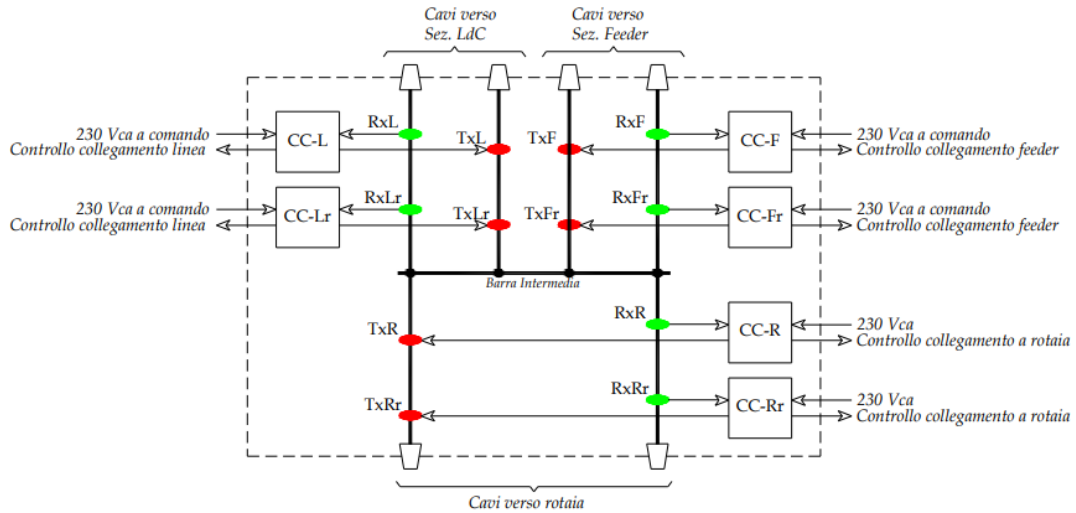 Cavi verso
Sez. LdC
Cavi verso
Sez. Feeder
230 Vca a comando
Controllo collegamento linea
CC-L
RxL
TxL
TxF
RxF
CC-F
230 Vca a comando
Controllo collegamento feeder
230 Vca a comando
Controllo collegamento linea
CC-Lr
RxLr
TxLr
TxFr
RxFr
CC-Fr
230 Vca a comando
Controllo collegamento feeder
Barra Intermedia
TxR
RxR
CC-R
230 Vca
Controllo collegamento a rotaia
TxRr
RxRr
CC-Rr
230 Vca
Controllo collegamento a rotaia
Cavi verso rotaia